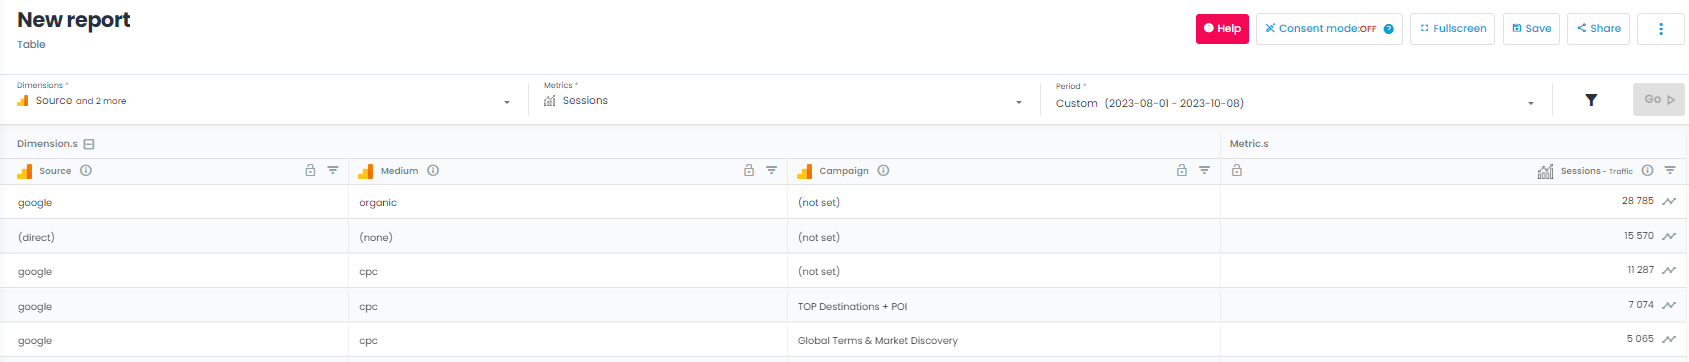 New report
Table
Help
Consent mode:OFF
Fullscreen
Save
Share
Dimensions *
Source and 2 more
Metrics *
Sessions
Period *
Custom (2023-08-01 - 2023-10-08)
Go
Dimension.s
Metric.s
Source
Medium
Campaign
Sessions - Traffic
google organic (not set) 28 785
(direct) (none) (not set) 15 570
google cpc (not set) 11 287
google cpc TOP Destinations + POI 7 074
google cpc Global Terms & Market Discovery 5 065